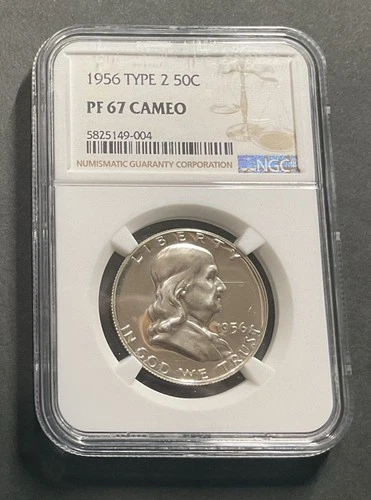 1956 TYPE 2 50C
PF 67 CAMEO
5825149-004
NUMISMATIC GUARANTY CORPORATION
NGC
LIBERTY
1956
IN GOD WE TRUST